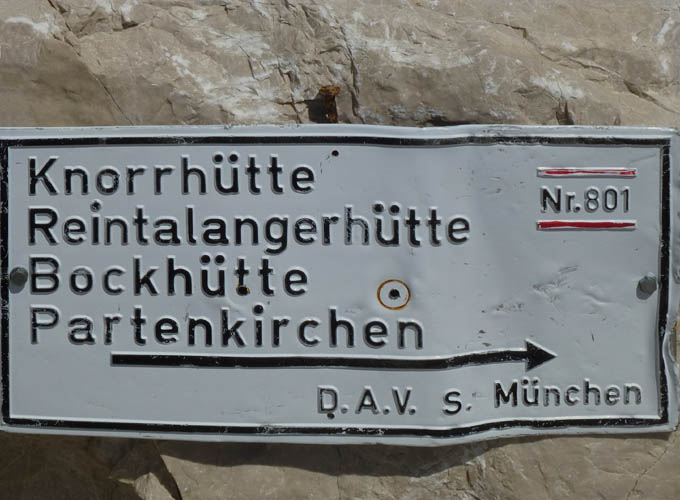 Knorrhütte
Reintalangerhütte
Bockhütte
Partenkirchen
Nr.801
D.A.V. S. München